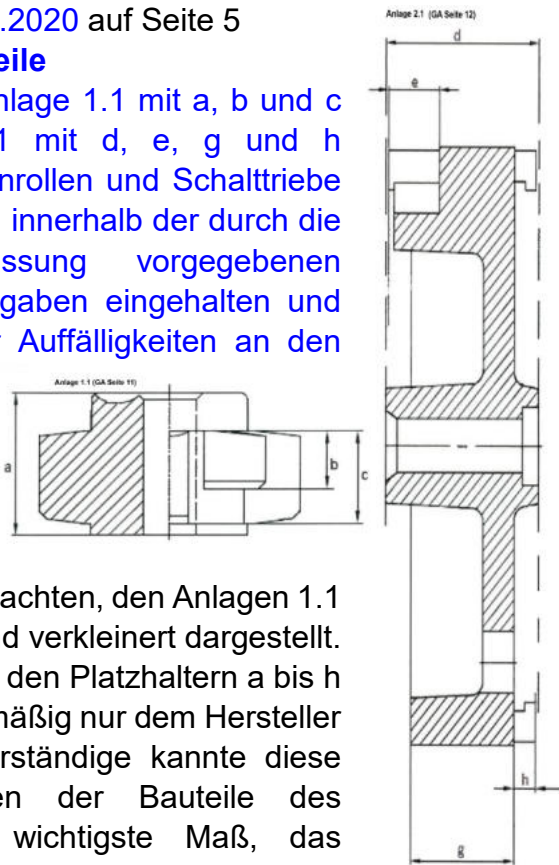 .2020 auf Seite 5
eile
nlage 1.1 mit a, b und c
1 mit d, e, g und h
nrollen und Schalttriebe
innerhalb der durch die
ssung vorgegebenen
gaben eingehalten und
Auffälligkeiten an den
Anlage 1.1 (GA Seite 11)
a
b
c
achten, den Anlagen 1.1
d verkleinert dargestellt.
den Platzhaltern a bis h
mäßig nur dem Hersteller
erständige kannte diese
en der Bauteile des
wichtigste Maß, das
Anlage 2.1 (GA Seite 12)
d
e
h
g